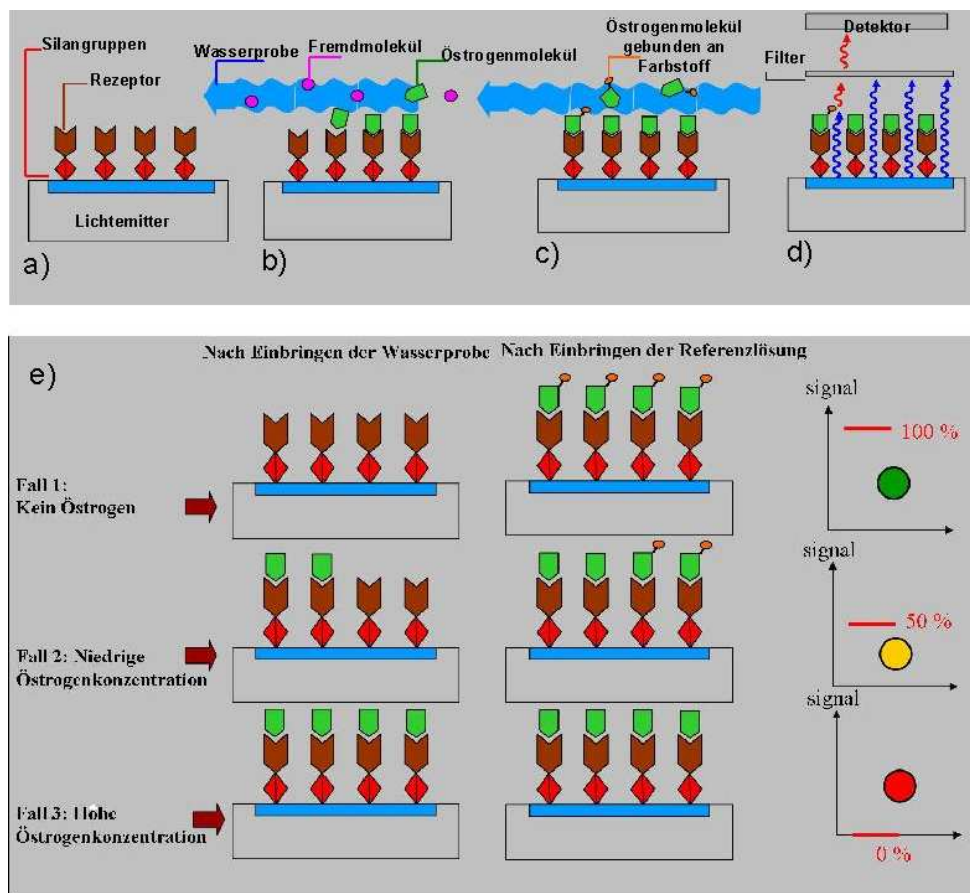 Silangruppen
Rezeptor
Lichtemitter
a)
Wasserprobe
Fremdmolekül
Östrogenmolekül
b)
Östrogenmolekül
gebunden an
Farbstoff
c)
Detektor
Filter
d)
e)
Nach Einbringen der Wasserprobe
Nach Einbringen der Referenzlösung
Fall 1:
Kein Östrogen
signal
100 %
Fall 2: Niedrige
Östrogenkonzentration
signal
50 %
Fall 3: Hohe
Östrogenkonzentration
signal
0 %